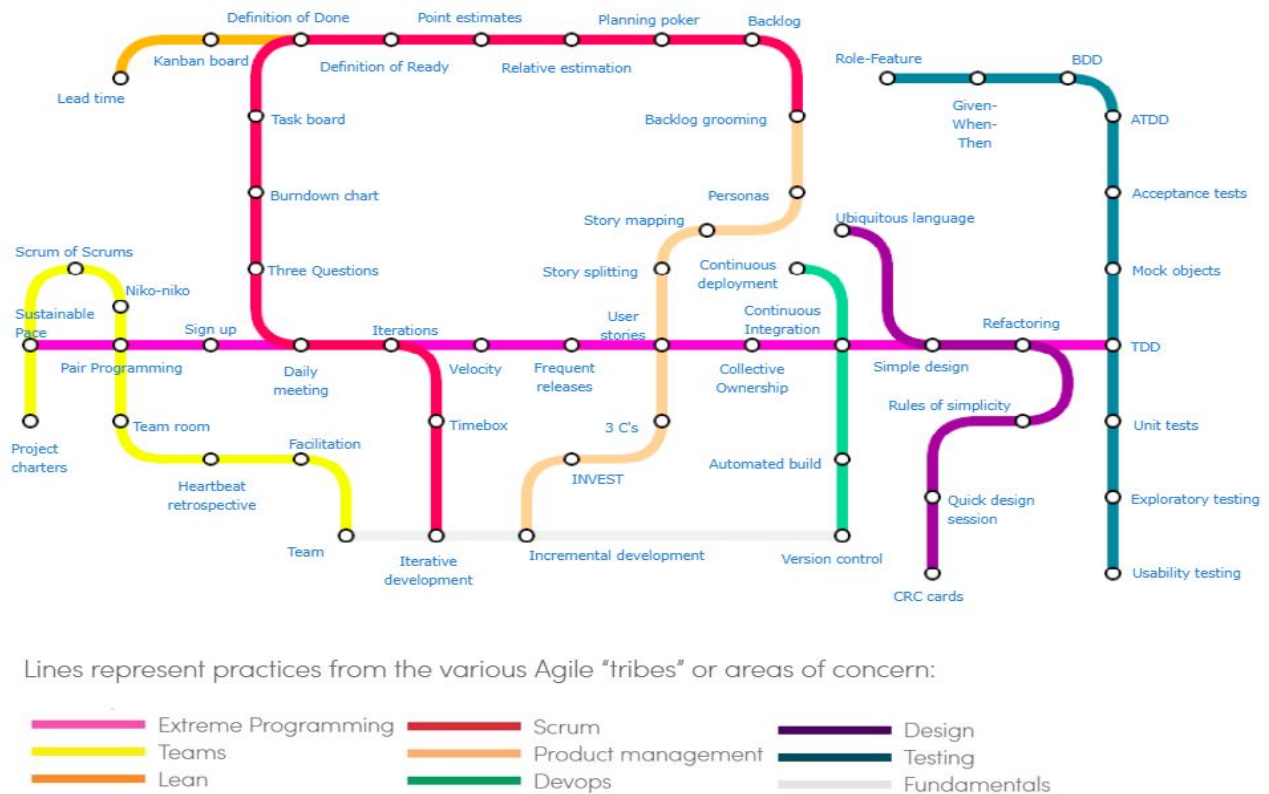 Definition of Done
Point estimates
Planning poker
Backlog
Kanban board
Definition of Ready
Relative estimation
Role-Feature
BDD
Lead time
Task board
Backlog grooming
Given-
When-
Then
ATDD
Burndown chart
Personas
Acceptance tests
Story mapping
Ubiquitous language
Scrum of Scrums
Three Questions
Story splitting
Continuous
deployment
Mock objects
Niko-niko
Sustainable
Pace
Sign up
Iterations
User
stories
Continuous
Integration
Refactoring
TDD
Pair Programming
Daily
meeting
Velocity
Frequent
releases
Collective
Ownership
Simple design
Rules of simplicity
Project
charters
Team room
Facilitation
Timebox
3 C's
Unit tests
Heartbeat
retrospective
INVEST
Automated build
Quick design
session
Exploratory testing
Team
Iterative
development
Incremental development
Version control
CRC cards
Usability testing
Lines represent practices from the various Agile “tribes” or areas of concern:
Extreme Programming
Teams
Lean
Scrum
Product management
Devops
Design
Testing
Fundamentals